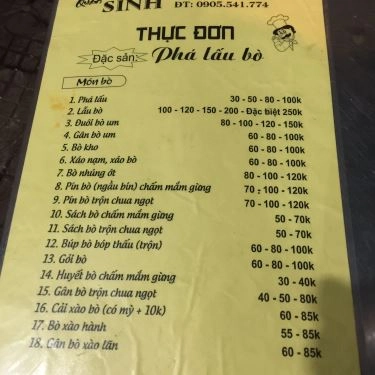 Quán SINH ĐT: 0905.541.774
THỰC ĐƠN
Đặc sản Phá lấu bò
Món bò
1. Phá lấu 30 - 50 - 80 - 100k
2. Lẩu bò 100 - 120 - 150 - 200 - Đặc biệt 250k
3. Đuôi bò um 80 - 100 - 120 - 150k
4. Gân bò um 60 - 80 - 100k
5. Bò kho 60 - 80 - 100k
6. Xáo nạm, xáo bò 60 - 80 - 100k
7. Bò nhúng ớt 80 - 100 - 120k
8. Pín bò (ngẩu bín) chấm mắm gừng 70 - 100 - 120k
9. Pín bò trộn chua ngọt 70 - 100 - 120k
10. Sách bò chấm mắm gừng 50 - 70k
11. Sách bò trộn chua ngọt 50 - 70k
12. Búp bò bóp thấu (trộn) 60 - 80 - 100k
13. Gỏi bò 60 - 80 - 100k
14. Huyết bò chấm mắm gừng 30 - 40k
15. Gân bò trộn chua ngọt 40 - 50 - 80k
16. Cải xào bò (có mỳ + 10k) 60 - 85k
17. Bò xào hành 55 - 85k
18. Gân bò xào lăn 60 - 85k